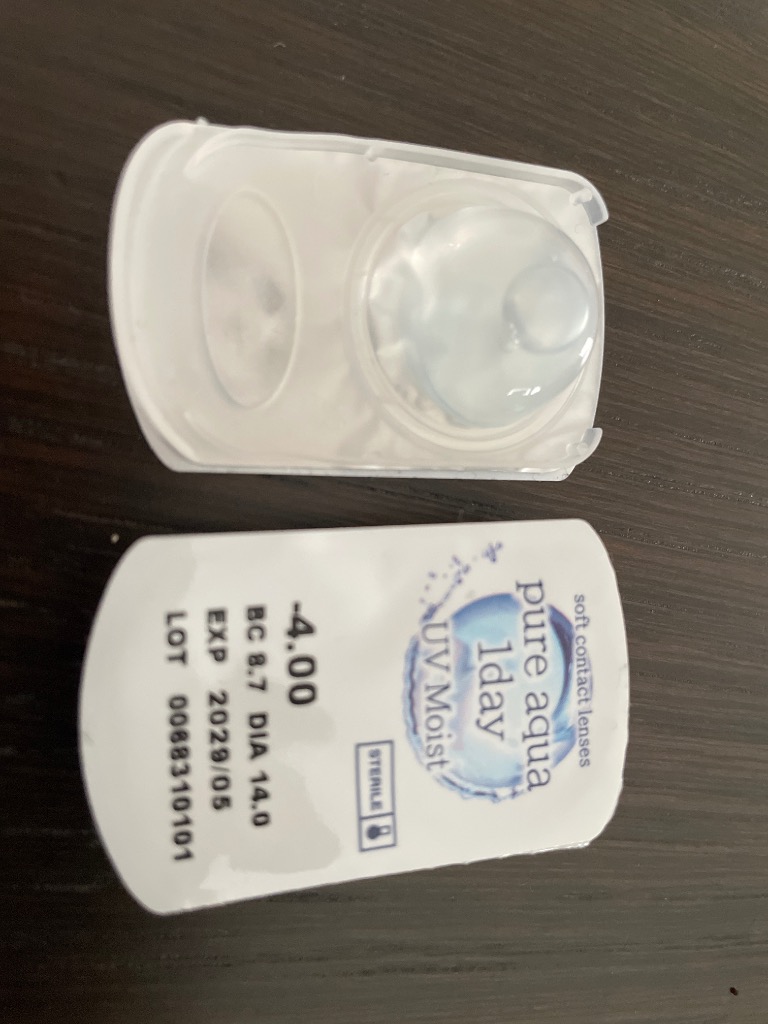 soft contact lenses
pure aqua
1day
UV Moist
STERILE
-4.00
BC 8.7 DIA 14.0
EXP 2029/05
LOT 0068310101